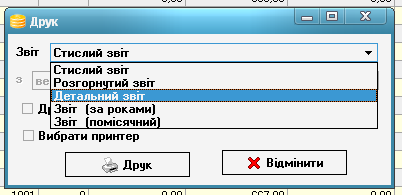 Друк
Звіт Стислий звіт
Стислий звіт
з
Розгорнутий звіт
Детальний звіт
Звіт (за роками)
Звіт (помісячний)
Вибрати принтер
Друк Відмінити